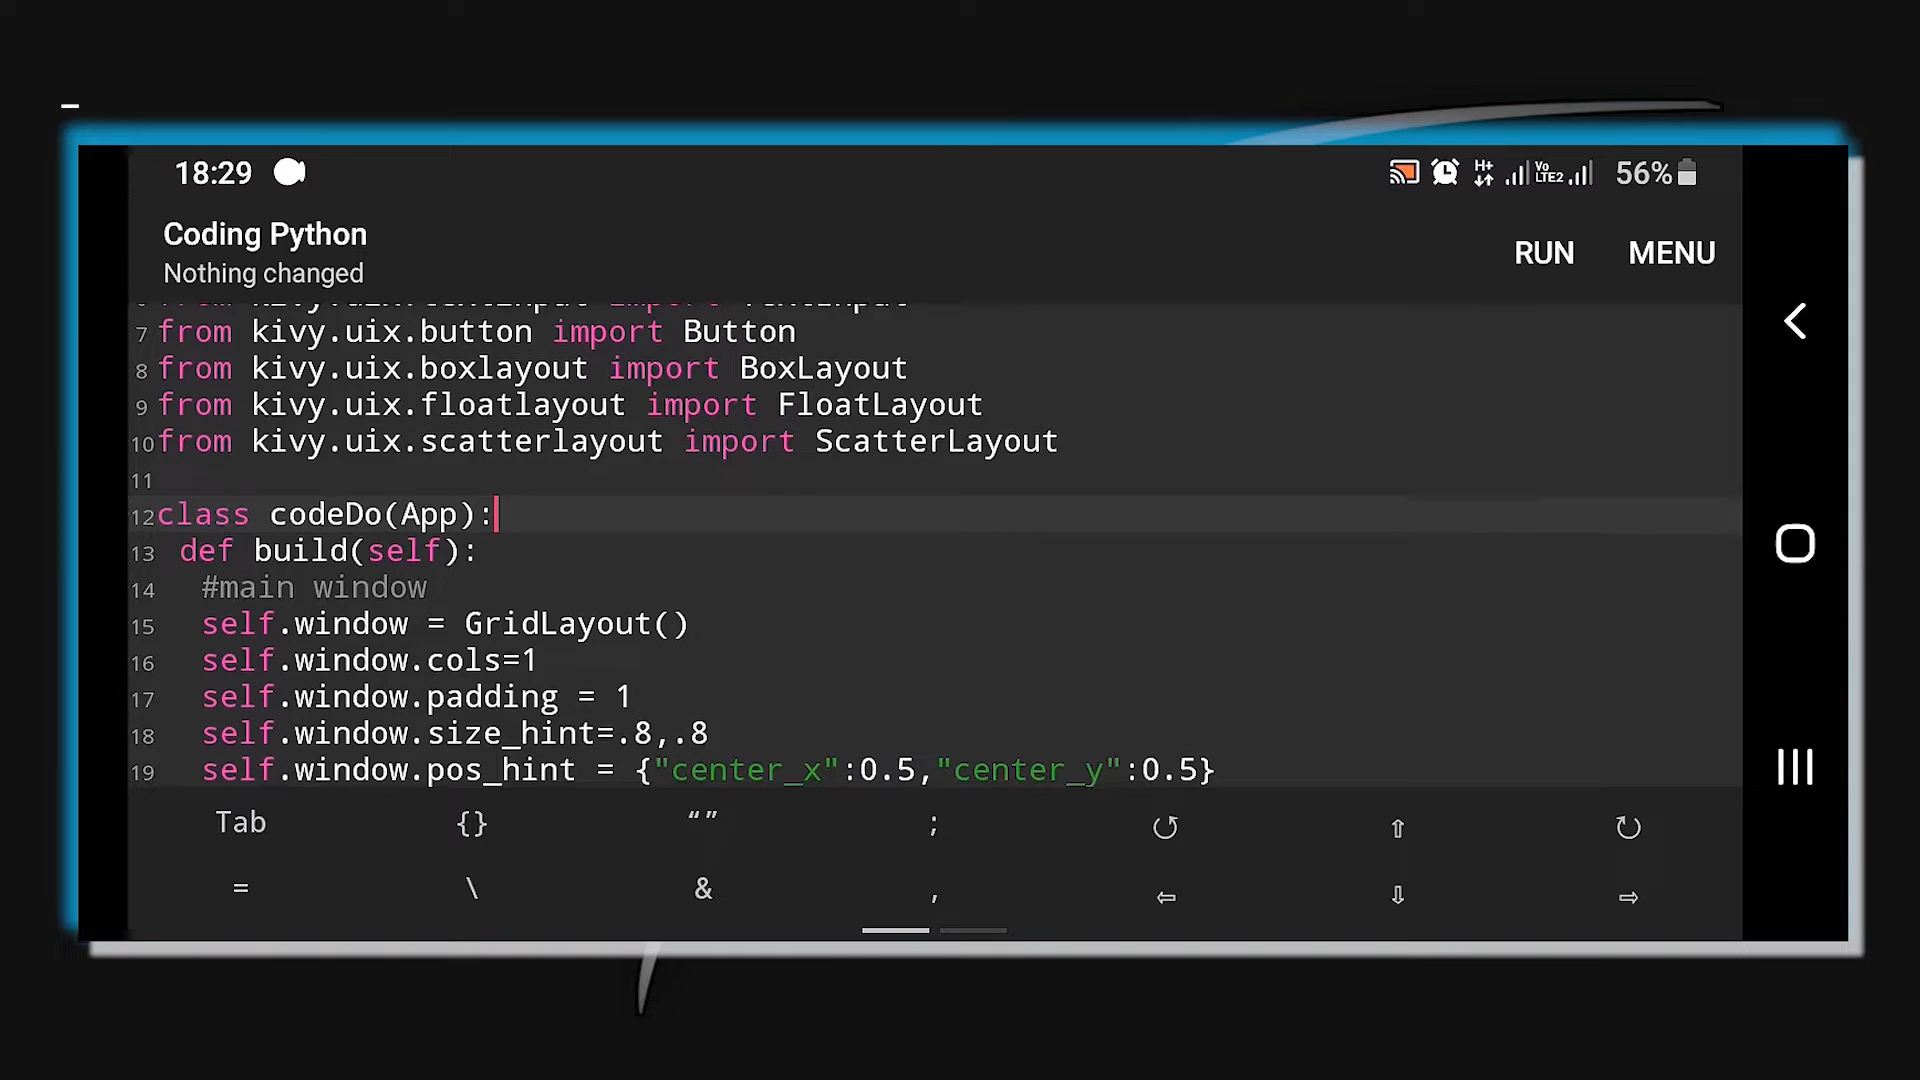 18:29 H+ Vo LTE2 56%
Coding Python
Nothing changed
RUN MENU
7 from kivy.uix.button import Button
8 from kivy.uix.boxlayout import BoxLayout
9 from kivy.uix.floatlayout import FloatLayout
10 from kivy.uix.scatterlayout import ScatterLayout
11
12 class codeDo(App):
13 def build(self):
14 #main window
15 self.window = GridLayout()
16 self.window.cols=1
17 self.window.padding = 1
18 self.window.size_hint=.8,.8
19 self.window.pos_hint = {"center_x":0.5,"center_y":0.5}
Tab {} “” ; ↺ ⇧ ↻
= \ & , ⇦ ⇩ ⇨